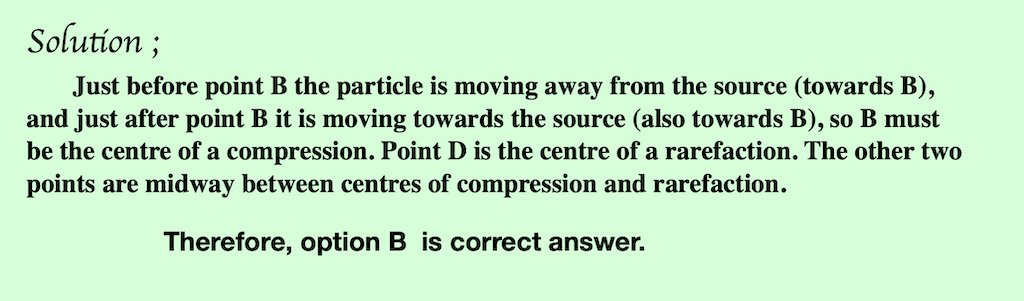 Solution ;
Just before point B the particle is moving away from the source (towards B),
and just after point B it is moving towards the source (also towards B), so B must
be the centre of a compression. Point D is the centre of a rarefaction. The other two
points are midway between centres of compression and rarefaction.
Therefore, option B is correct answer.